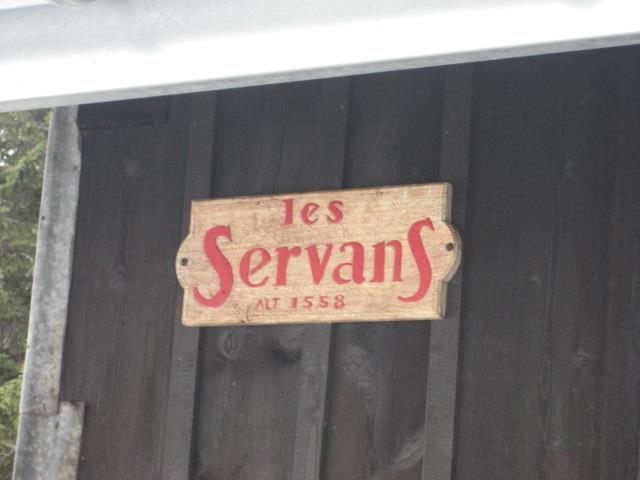 les
Servans
ALT 1558